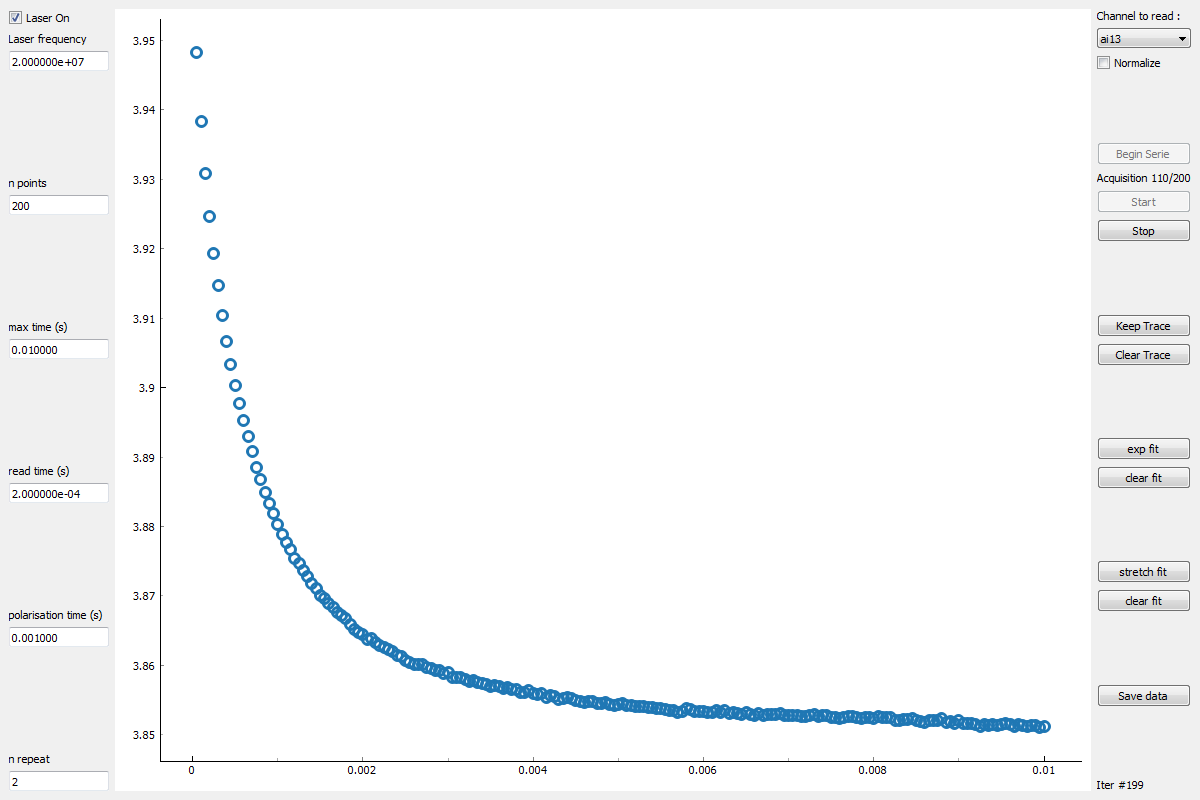 Laser On
Laser frequency
2.000000e+07
n points
200
max time (s)
0.010000
read time (s)
2.000000e-04
polarisation time (s)
0.001000
n repeat
2
3.95
3.94
3.93
3.92
3.91
3.9
3.89
3.88
3.87
3.86
3.85
0
0.002
0.004
0.006
0.008
0.01
Channel to read :
ai13
Normalize
Begin Serie
Acquisition 110/200
Start
Stop
Keep Trace
Clear Trace
exp fit
clear fit
stretch fit
clear fit
Save data
Iter #199